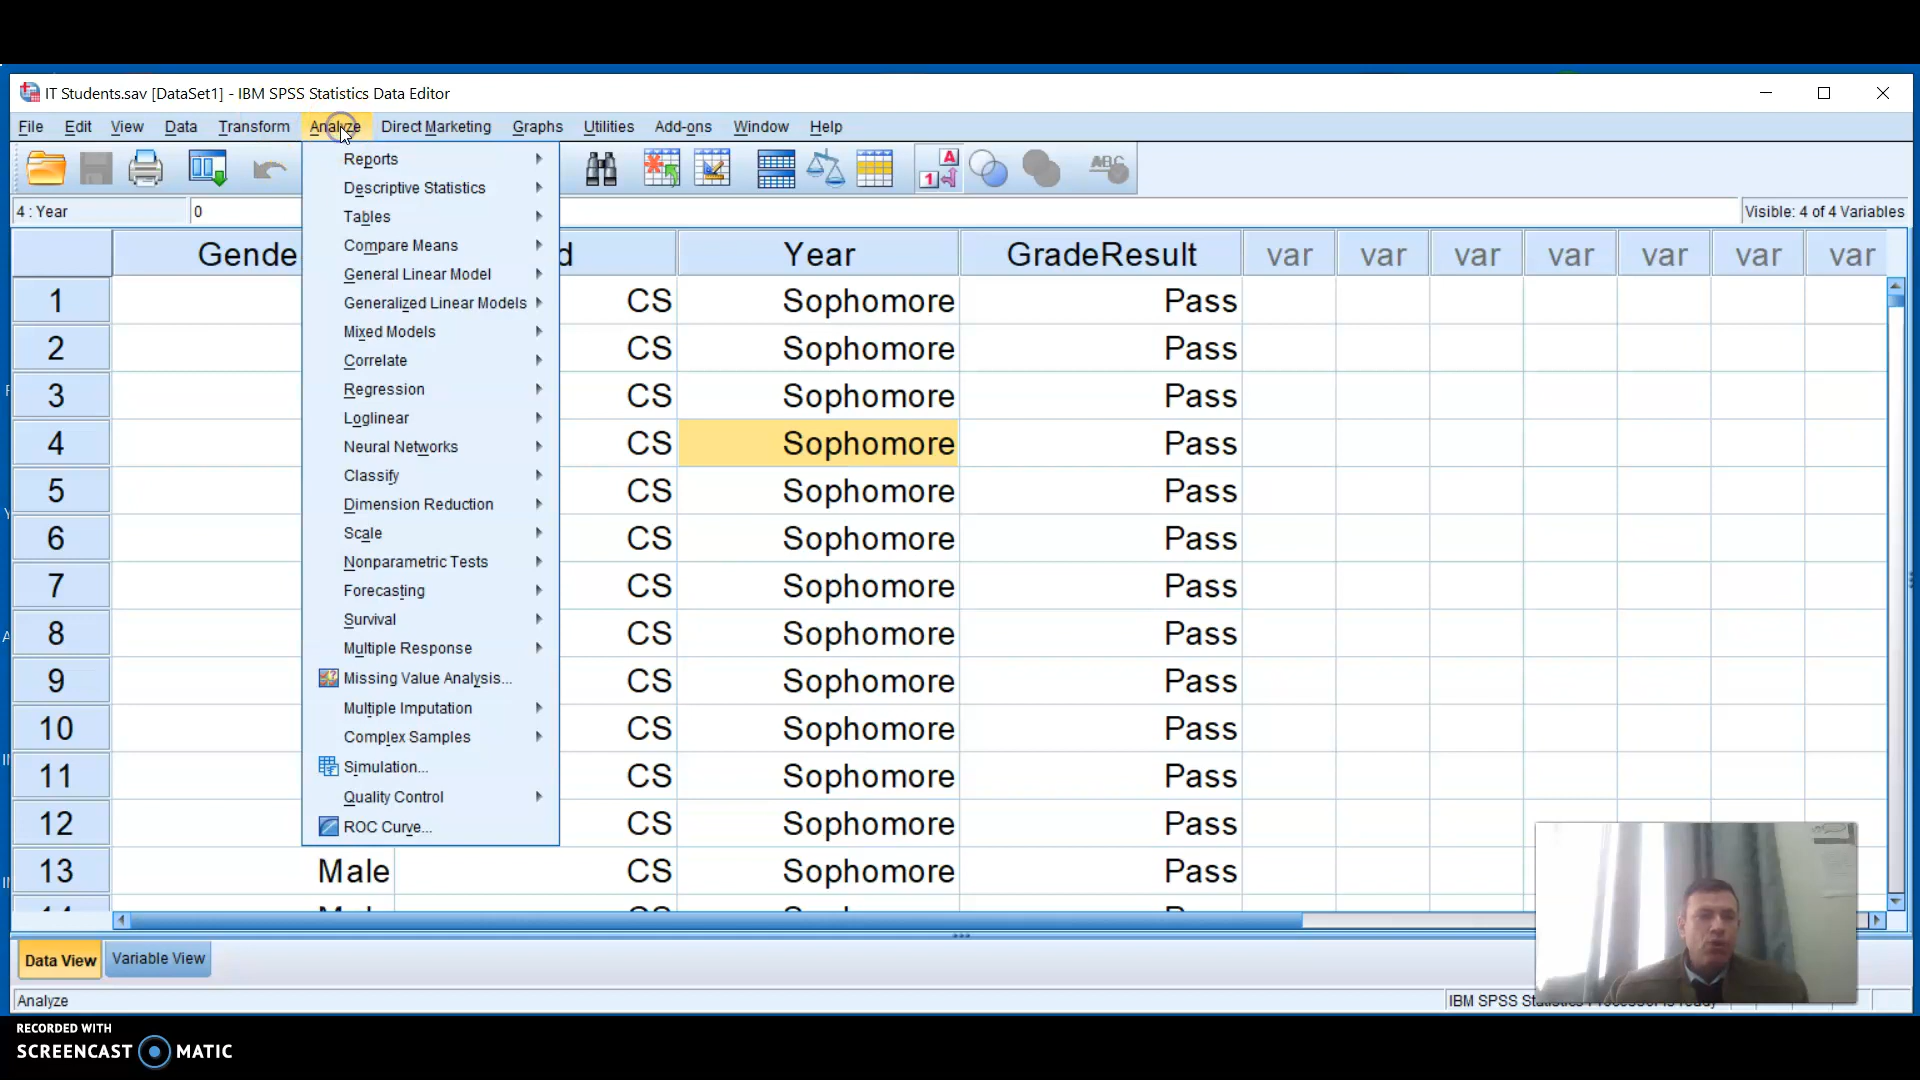 IT Students.sav [DataSet1] - IBM SPSS Statistics Data Editor
File Edit View Data Transform Analyze Direct Marketing Graphs Utilities Add-ons Window Help
4 : Year 0 Visible: 4 of 4 Variables
Reports
Descriptive Statistics
Tables
Compare Means
General Linear Model
Generalized Linear Models
Mixed Models
Correlate
Regression
Loglinear
Neural Networks
Classify
Dimension Reduction
Scale
Nonparametric Tests
Forecasting
Survival
Multiple Response
Missing Value Analysis...
Multiple Imputation
Complex Samples
Simulation...
Quality Control
ROC Curve...
Gende d Year GradeResult var var var var var var var
1 CS Sophomore Pass
2 CS Sophomore Pass
3 CS Sophomore Pass
4 CS Sophomore Pass
5 CS Sophomore Pass
6 CS Sophomore Pass
7 CS Sophomore Pass
8 CS Sophomore Pass
9 CS Sophomore Pass
10 CS Sophomore Pass
11 CS Sophomore Pass
12 CS Sophomore Pass
13 Male CS Sophomore Pass
Data View Variable View
Analyze IBM SPSS
RECORDED WITH
SCREENCAST MATIC